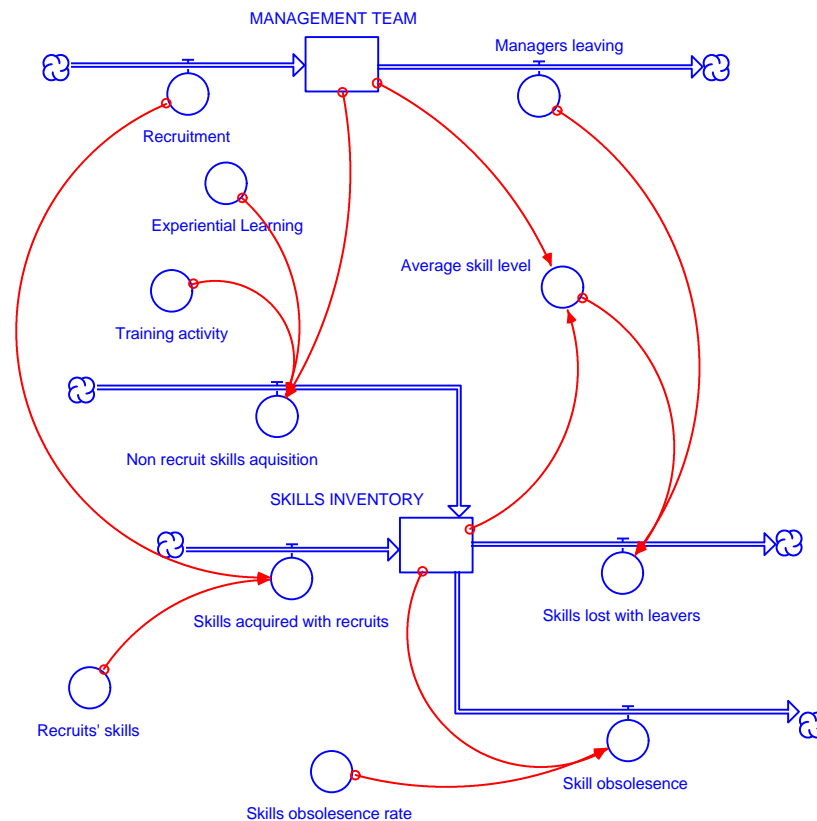 MANAGEMENT TEAM
Managers leaving
Recruitment
Experiential Learning
Average skill level
Training activity
Non recruit skills aquisition
SKILLS INVENTORY
Skills acquired with recruits
Skills lost with leavers
Recruits' skills
Skill obsolesence
Skills obsolesence rate